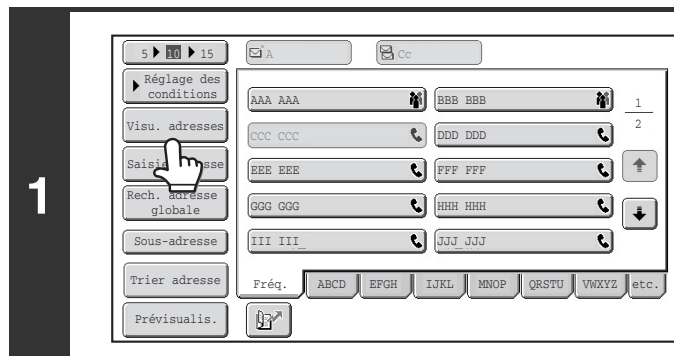 1
5 10 15
A
Cc
Réglage des
conditions
AAA AAA
BBB BBB
1
2
Visu. adresses
CCC CCC
DDD DDD
EEE EEE
FFF FFF
Rech. adresse
globale
GGG GGG
HHH HHH
Sous-adresse
III III
JJJ JJJ
Trier adresse
Fréq.
ABCD
EFGH
IJKL
MNOP
QRSTU
VWXYZ
etc.
Prévisualis.